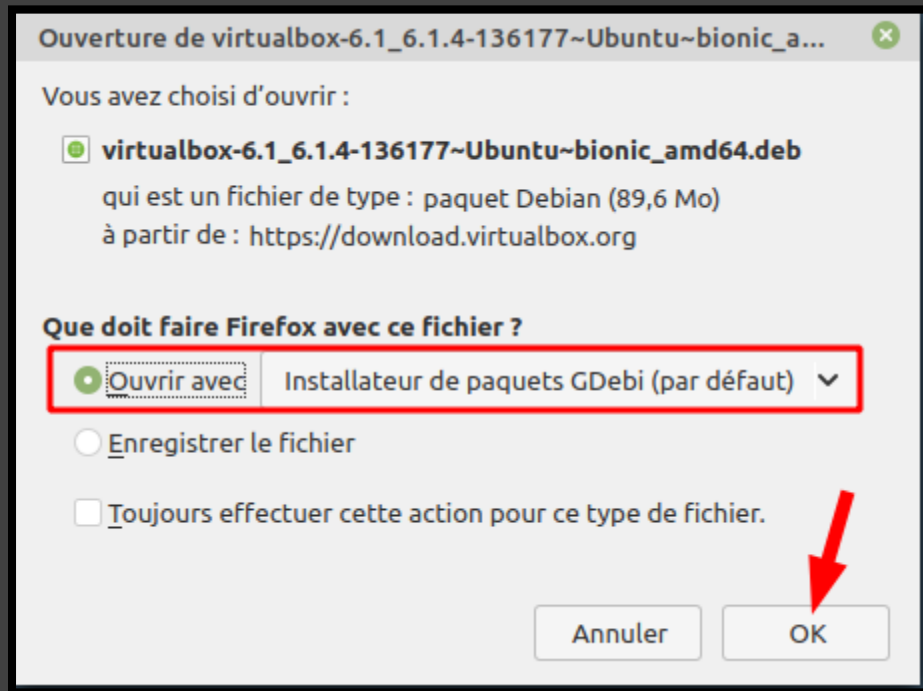 Ouverture de virtualbox-6.1_6.1.4-136177~Ubuntu~bionic_a...
Vous avez choisi d’ouvrir :
virtualbox-6.1_6.1.4-136177~Ubuntu~bionic_amd64.deb
qui est un fichier de type : paquet Debian (89,6 Mo)
à partir de : https://download.virtualbox.org
Que doit faire Firefox avec ce fichier ?
Ouvrir avec Installateur de paquets GDebi (par défaut)
Enregistrer le fichier
Toujours effectuer cette action pour ce type de fichier.
Annuler OK